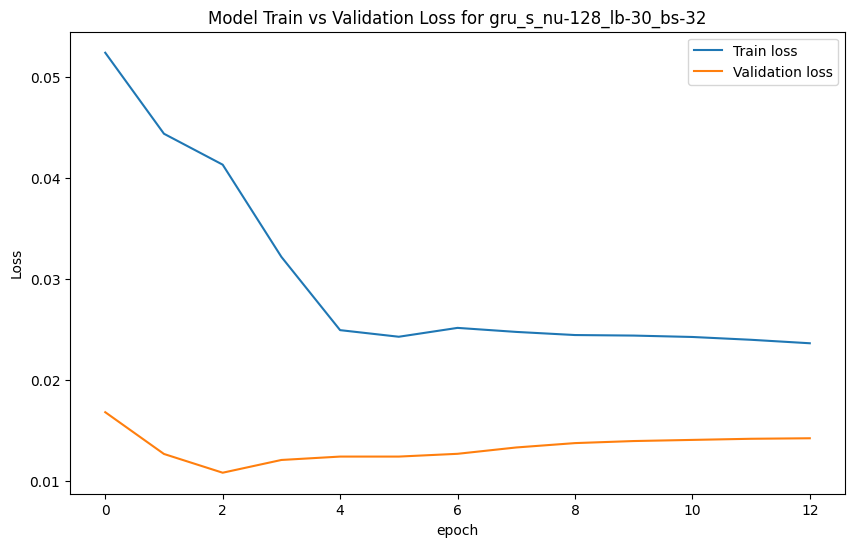 Model Train vs Validation Loss for gru_s_nu-128_lb-30_bs-32
Train loss
Validation loss
0.05
0.04
0.03
0.02
0.01
Loss
0 2 4 6 8 10 12
epoch